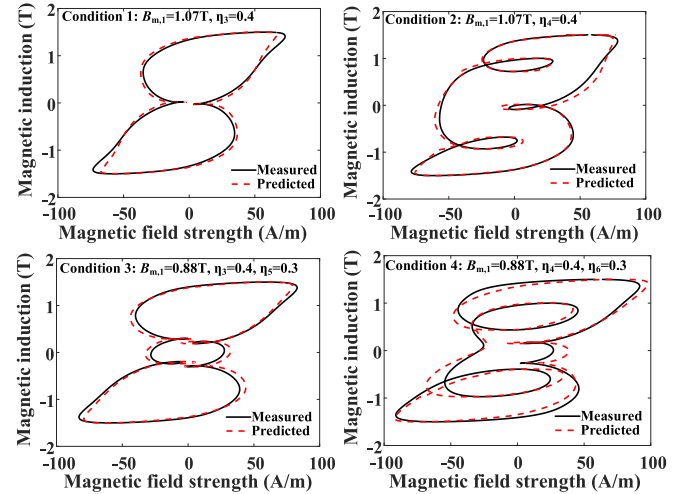 Condition 1: Bm,1=1.07T, η3=0.4
Magnetic induction (T)
2
1
0
-1
-2
Measured
Predicted
-100
-50
0
50
100
Magnetic field strength (A/m)
Condition 2: Bm,1=1.07T, η4=0.4
Magnetic induction (T)
2
1
0
-1
-2
Measured
Predicted
-100
-50
0
50
100
Magnetic field strength (A/m)
Condition 3: Bm,1=0.88T, η3=0.4, η5=0.3
Magnetic induction (T)
2
1
0
-1
-2
Measured
Predicted
-100
-50
0
50
100
Magnetic field strength (A/m)
Condition 4: Bm,1=0.88T, η4=0.4, η6=0.3
Magnetic induction (T)
2
1
0
-1
-2
Measured
Predicted
-100
-50
0
50
100
Magnetic field strength (A/m)